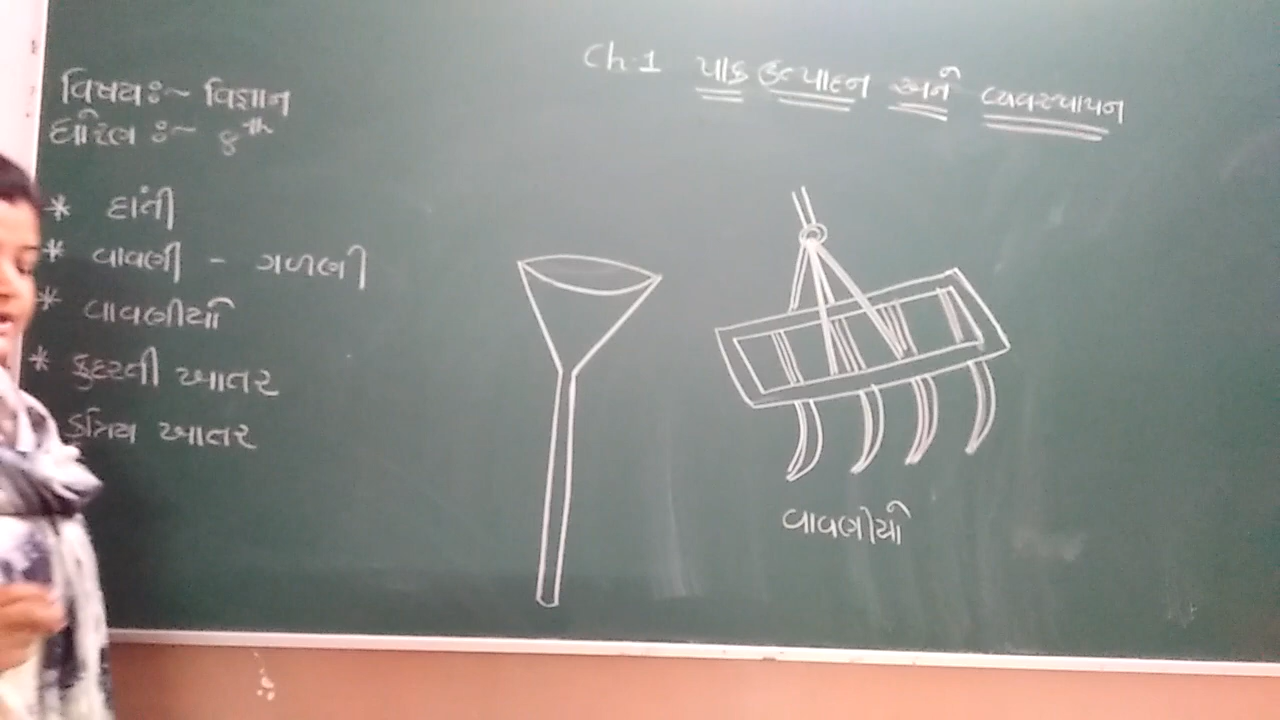 Ch-1 પાક ઉત્પાદન અને વ્યવસ્થાપન
વિષય :~ વિજ્ઞાન
ધોરણ :~ 8th
* દાંતી
* વાવણી - ગળણી
* વાવણીયો
* કુદરતી ખાતર
કૃત્રિમ ખાતર
વાવણીયો